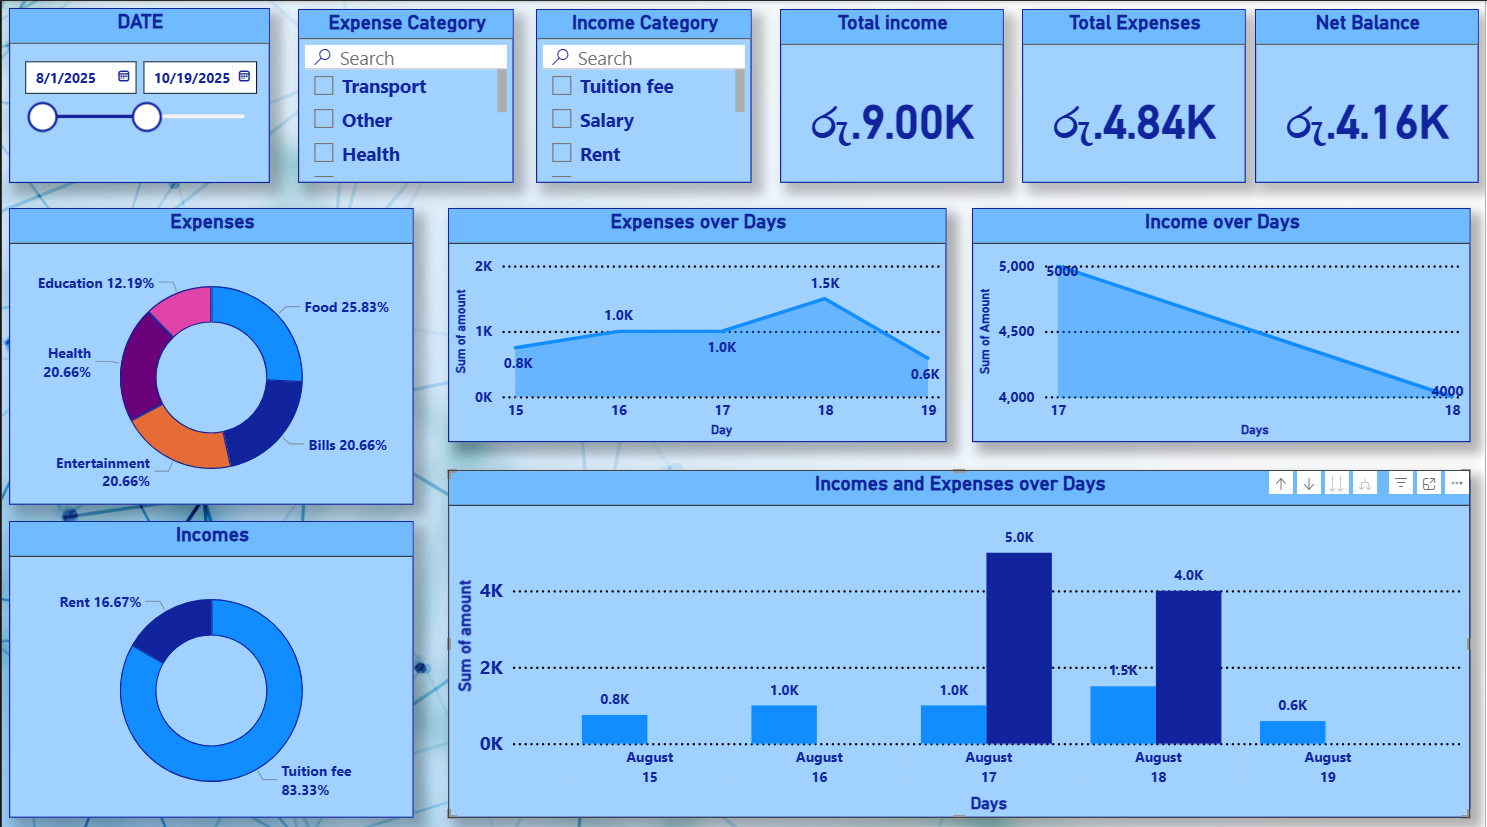 DATE
8/1/2025
10/19/2025
Expense Category
Search
Transport
Other
Health
Income Category
Search
Tuition fee
Salary
Rent
Total income
රු.9.00K
Total Expenses
රු.4.84K
Net Balance
රු.4.16K
Expenses
Education 12.19%
Food 25.83%
Health
20.66%
Bills 20.66%
Entertainment
20.66%
Expenses over Days
Sum of amount
2K
1K
0K
0.8K
1.0K
1.0K
1.5K
0.6K
15
16
17
18
19
Day
Income over Days
Sum of Amount
5,000
4,500
4,000
5000
4000
17
18
Days
Incomes
Rent 16.67%
Tuition fee
83.33%
Incomes and Expenses over Days
Sum of amount
4K
2K
0K
0.8K
1.0K
1.0K
5.0K
1.5K
4.0K
0.6K
August
15
August
16
August
17
August
18
August
19
Days